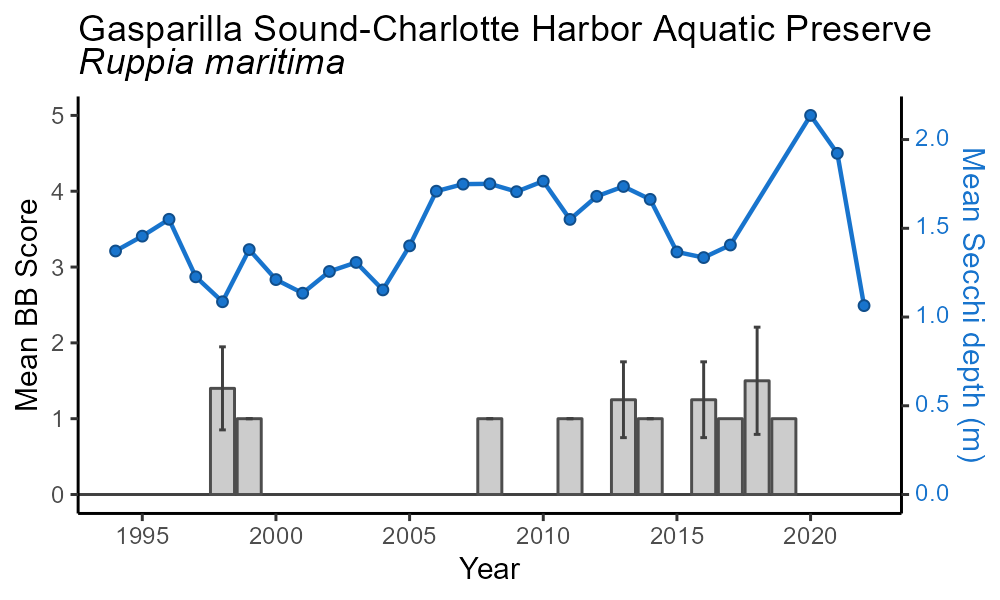 Gasparilla Sound-Charlotte Harbor Aquatic Preserve
Ruppia maritima
5
4
3
2
1
0
Mean BB Score
2.0
1.5
1.0
0.5
0.0
Mean Secchi depth (m)
1995 2000 2005 2010 2015 2020
Year